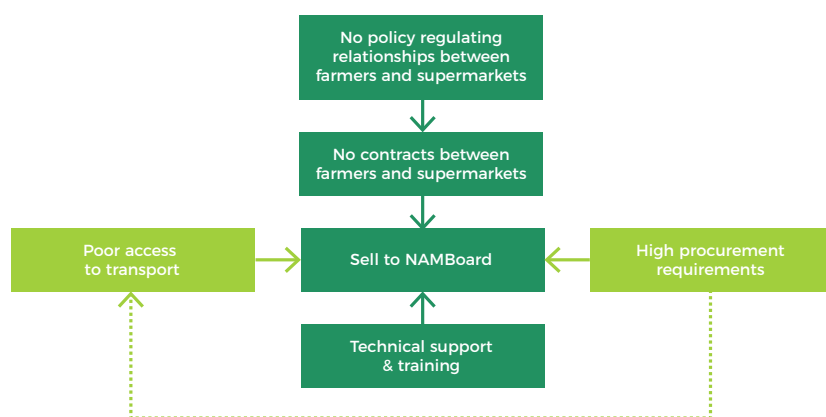 No policy regulating
relationships between
farmers and supermarkets
No contracts between
farmers and supermarkets
Poor access
to transport
Sell to NAMBoard
High procurement
requirements
Technical support
& training